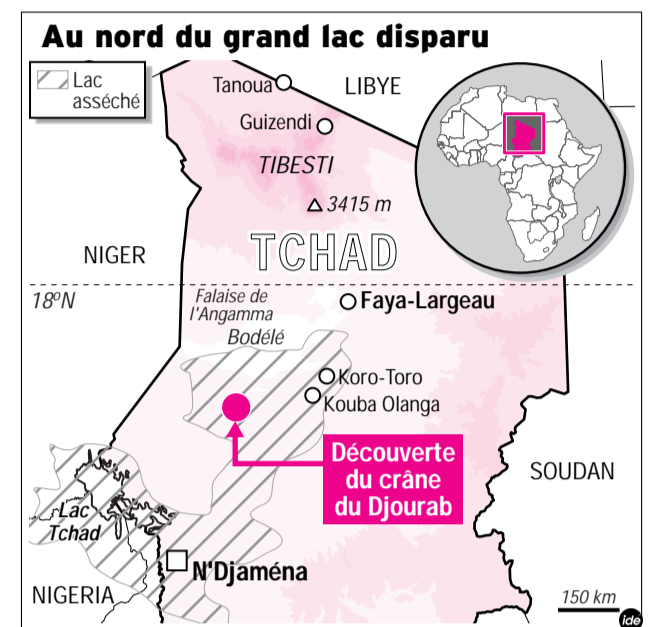 Au nord du grand lac disparu
Lac
asséché
Tanoua
LIBYE
Guizendi
TIBESTI
3415 m
NIGER
TCHAD
18ºN
Falaise de
l'Angamma
Faya-Largeau
Bodélé
Koro-Toro
Kouba Olanga
Découverte
du crâne
du Djourab
SOUDAN
Lac
Tchad
N'Djaména
NIGERIA
150 km
ide